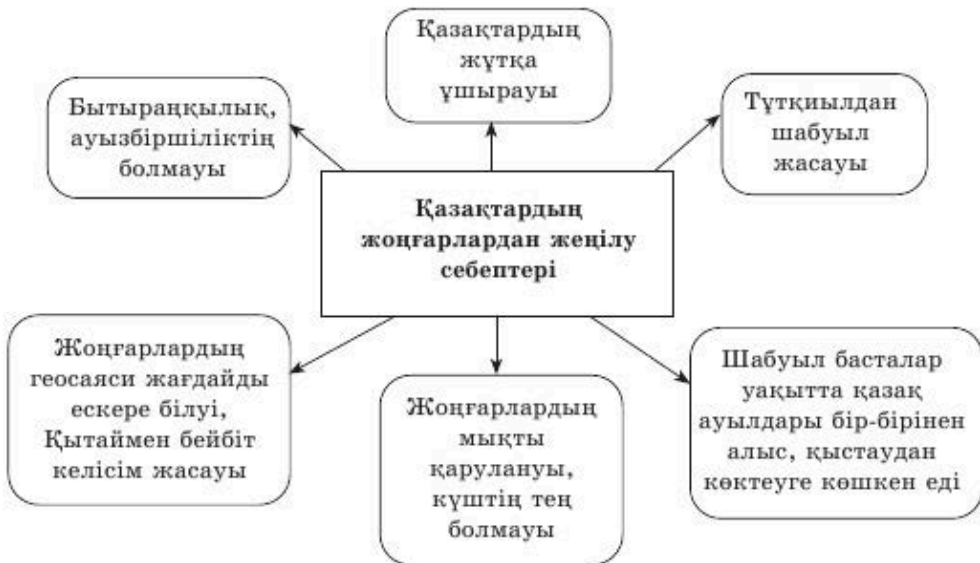 Қазақтардың
жұтқа
ұшырауы
Бытыраңқылық,
ауызбіршіліктің
болмауы
Тұтқиылдан
шабуыл
жасауы
Қазақтардың
жоңғарлардан жеңілу
себептері
Жоңғарлардың
геосаяси жағдайды
ескере білуі,
Қытаймен бейбіт
келісім жасауы
Жоңғарлардың
мықты
қарулануы,
күштің тең
болмауы
Шабуыл басталар
уақытта қазақ
ауылдары бір-бірінен
алыс, қыстаудан
көктеуге көшкен еді